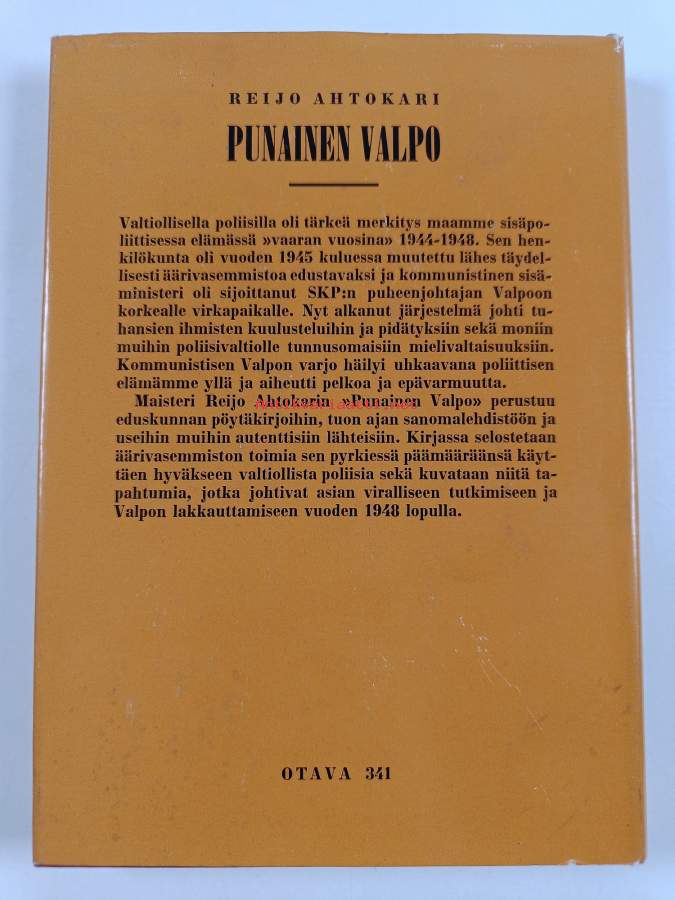 REIJO AHTOKARI
PUNAINEN VALPO
Valtiollisella poliisilla oli tärkeä merkitys maamme sisäpo-
liittisessa elämässä »vaaran vuosina» 1944-1948. Sen hen-
kilökunta oli vuoden 1945 kuluessa muutettu lähes täydel-
lisesti äärivasemmistoa edustavaksi ja kommunistinen sisä-
ministeri oli sijoittanut SKP:n puheenjohtajan Valpoon
korkealle virkapaikalle. Nyt alkanut järjestelmä johti tu-
hansien ihmisten kuulusteluihin ja pidätyksiin sekä moniin
muihin poliisivaltiolle tunnusomaisiin mielivaltaisuuksiin.
Kommunistisen Valpon varjo häilyi uhkaavana poliittisen
elämämme yllä ja aiheutti pelkoa ja epävarmuutta.
Maisteri Reijo Ahtokarin »Punainen Valpo» perustuu
eduskunnan pöytäkirjoihin, tuon ajan sanomalehdistöön ja
useihin muihin autenttisiin lähteisiin. Kirjassa selostetaan
äärivasemmiston toimia sen pyrkiessä päämääräänsä käyt-
täen hyväkseen valtiollista poliisia sekä kuvataan niitä ta-
pahtumia, jotka johtivat asian viralliseen tutkimiseen ja
Valpon lakkauttamiseen vuoden 1948 lopulla.
OTAVA 341